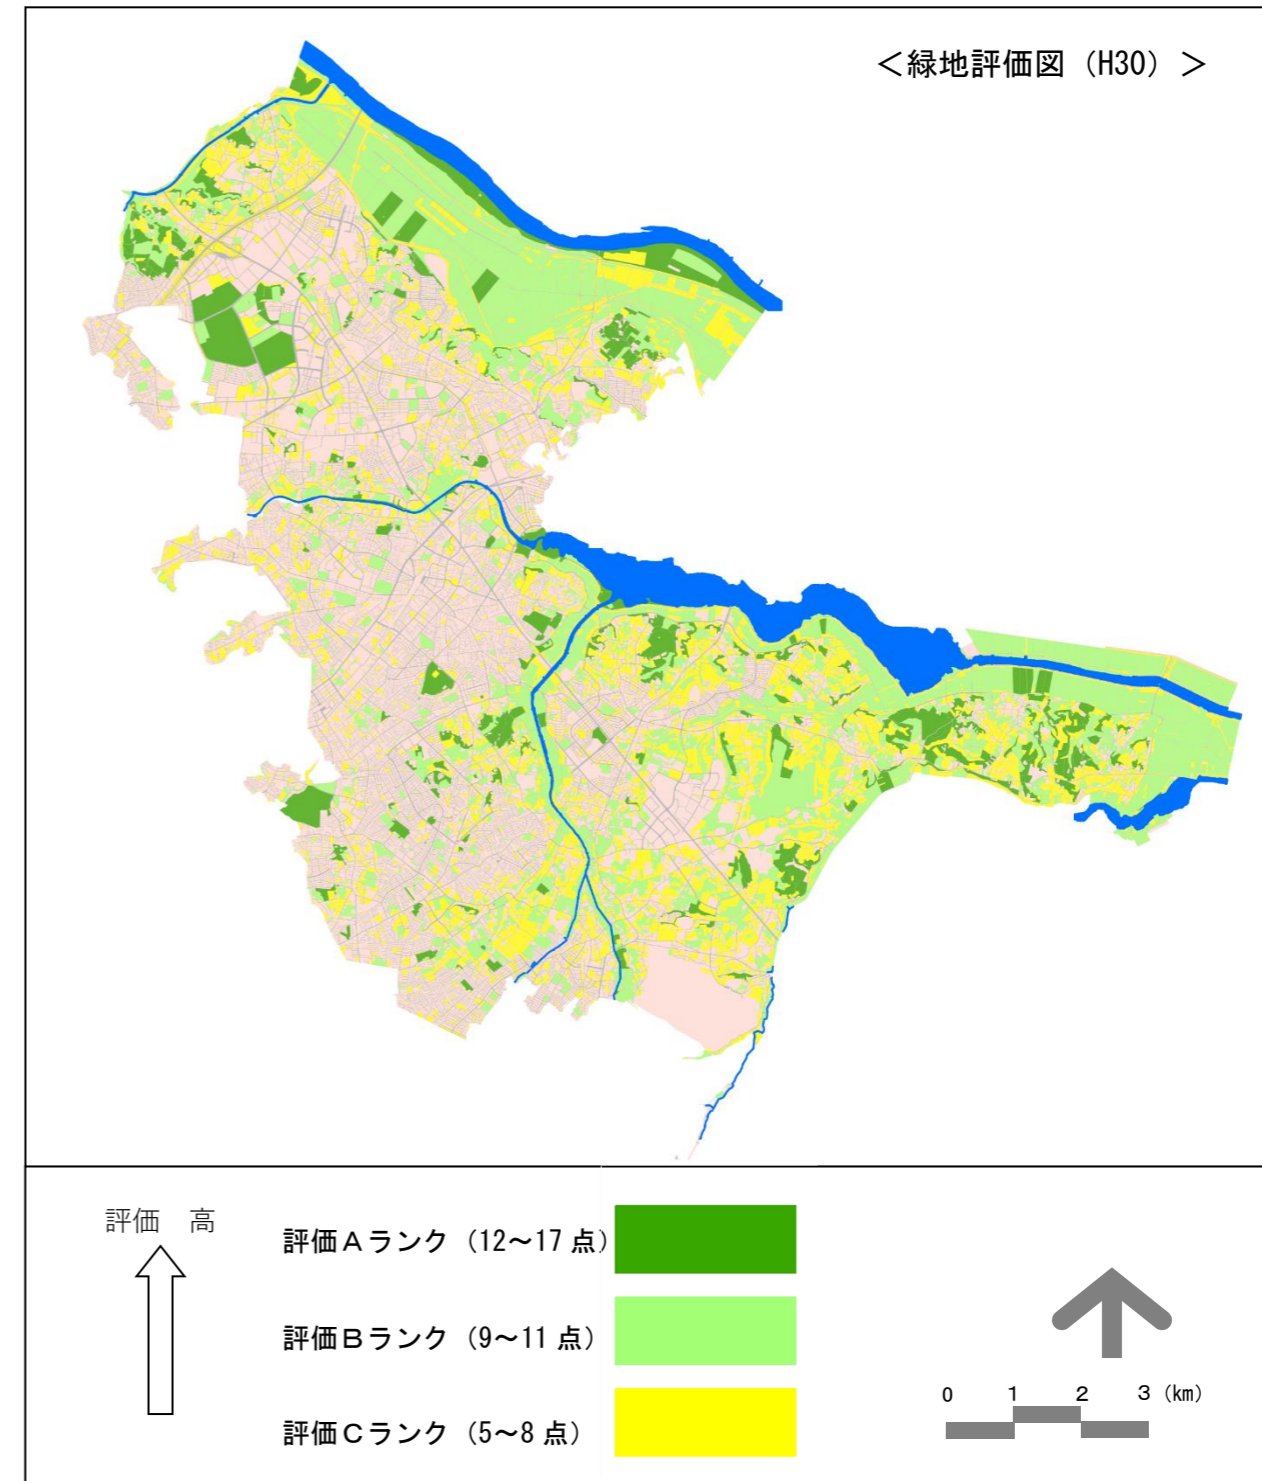 ＜緑地評価図（H30）＞
評価　高
評価Ａランク（12～17 点）
評価Ｂランク（9～11 点）
評価Ｃランク（5～8 点）
0 1 2 3（km）